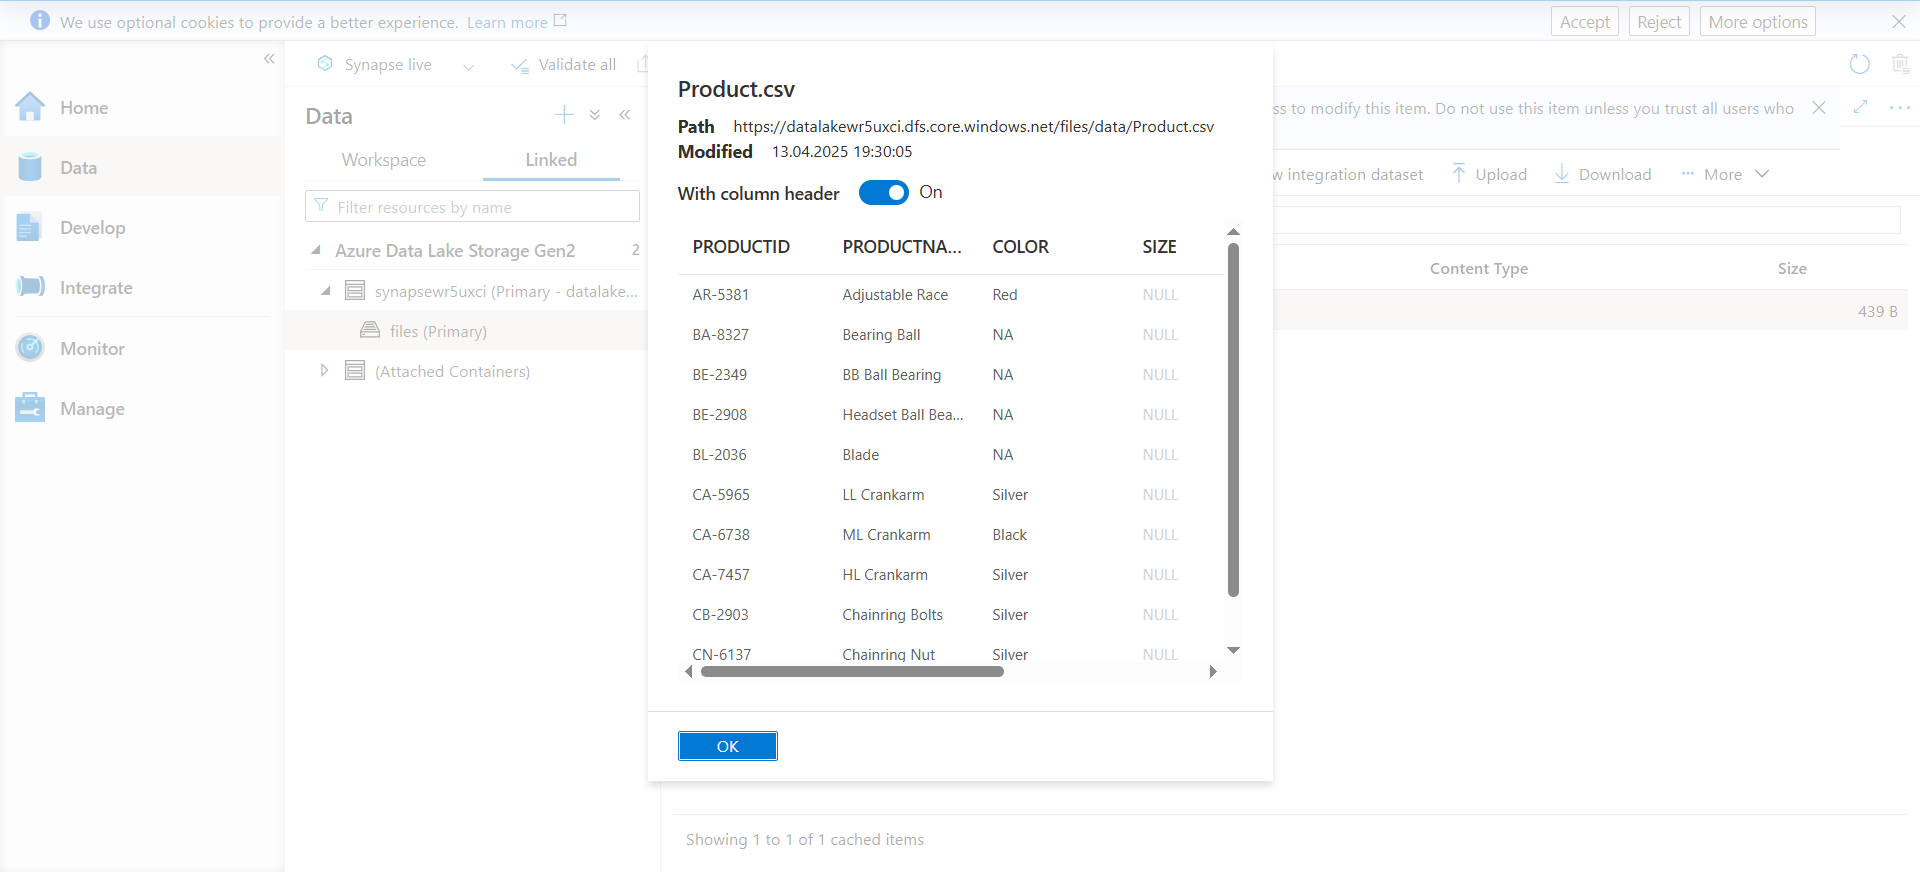 We use optional cookies to provide a better experience. Learn more
Accept
Reject
More options
Home
Data
Develop
Integrate
Monitor
Manage
Synapse live
Validate all
Data
Workspace
Linked
Filter resources by name
Azure Data Lake Storage Gen2 2
synapsewr5uxci (Primary - datalake...
files (Primary)
(Attached Containers)
Product.csv
Path https://datalakewr5uxci.dfs.core.windows.net/files/data/Product.csv
Modified 13.04.2025 19:30:05
With column header On
PRODUCTID PRODUCTNA... COLOR SIZE
AR-5381 Adjustable Race Red NULL
BA-8327 Bearing Ball NA NULL
BE-2349 BB Ball Bearing NA NULL
BE-2908 Headset Ball Bea... NA NULL
BL-2036 Blade NA NULL
CA-5965 LL Crankarm Silver NULL
CA-6738 ML Crankarm Black NULL
CA-7457 HL Crankarm Silver NULL
CB-2903 Chainring Bolts Silver NULL
CN-6137 Chainring Nut Silver NULL
OK
ss to modify this item. Do not use this item unless you trust all users who
w integration dataset
Upload
Download
More
Content Type Size
439 B
Showing 1 to 1 of 1 cached items